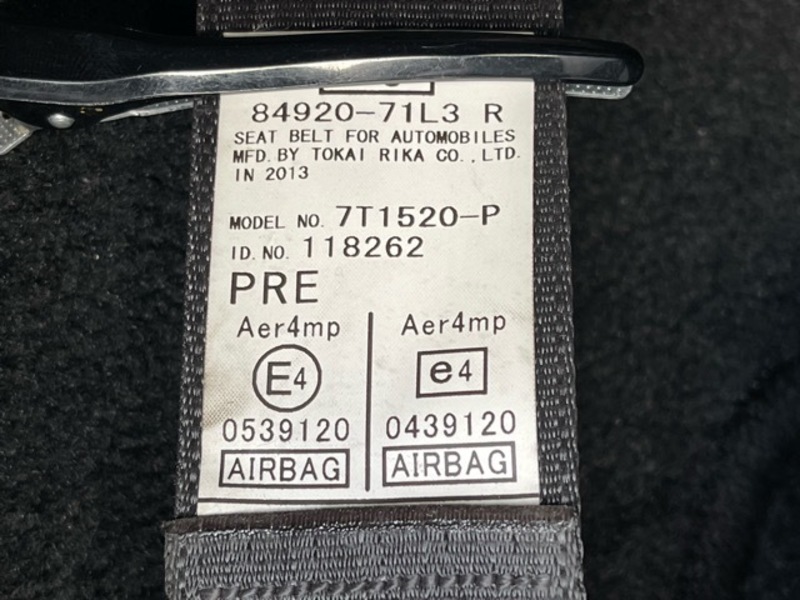 84920-71L3 R
SEAT BELT FOR AUTOMOBILES
MFD. BY TOKAI RIKA CO., LTD.
IN 2013
MODEL NO. 7T1520-P
ID. NO. 118262
PRE
Aer4mp Aer4mp
E4 e4
0539120 0439120
AIRBAG AIRBAG